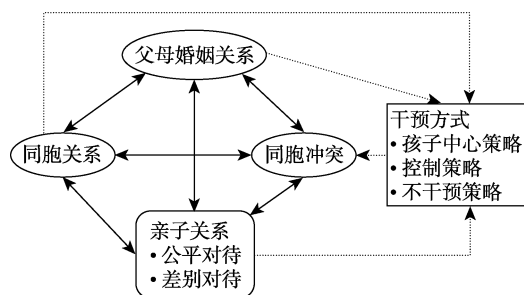 父母婚姻关系
同胞关系
同胞冲突
干预方式
• 孩子中心策略
• 控制策略
• 不干预策略
亲子关系
• 公平对待
• 差别对待